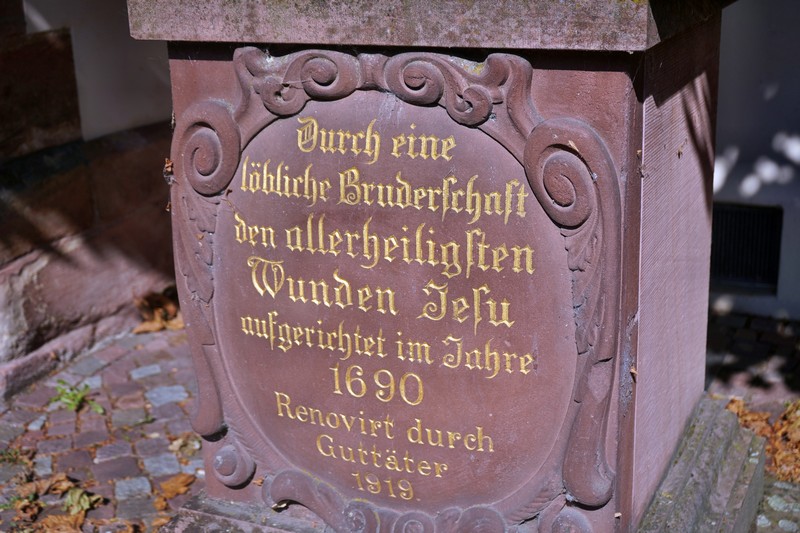 Durch eine
löbliche Bruderschaft
den allerheiligsten
Wunden Jesu
aufgerichtet im Jahre
1690
Renovirt durch
Guttäter
1919.